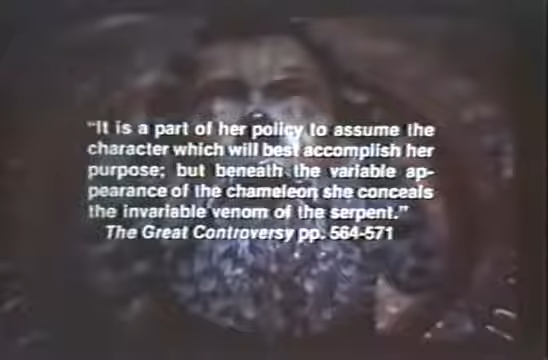 "It is a part of her policy to assume the
character which will best accomplish her
purpose; but beneath the variable ap-
pearance of the chameleon she conceals
the invariable venom of the serpent."
The Great Controversy pp. 564-571